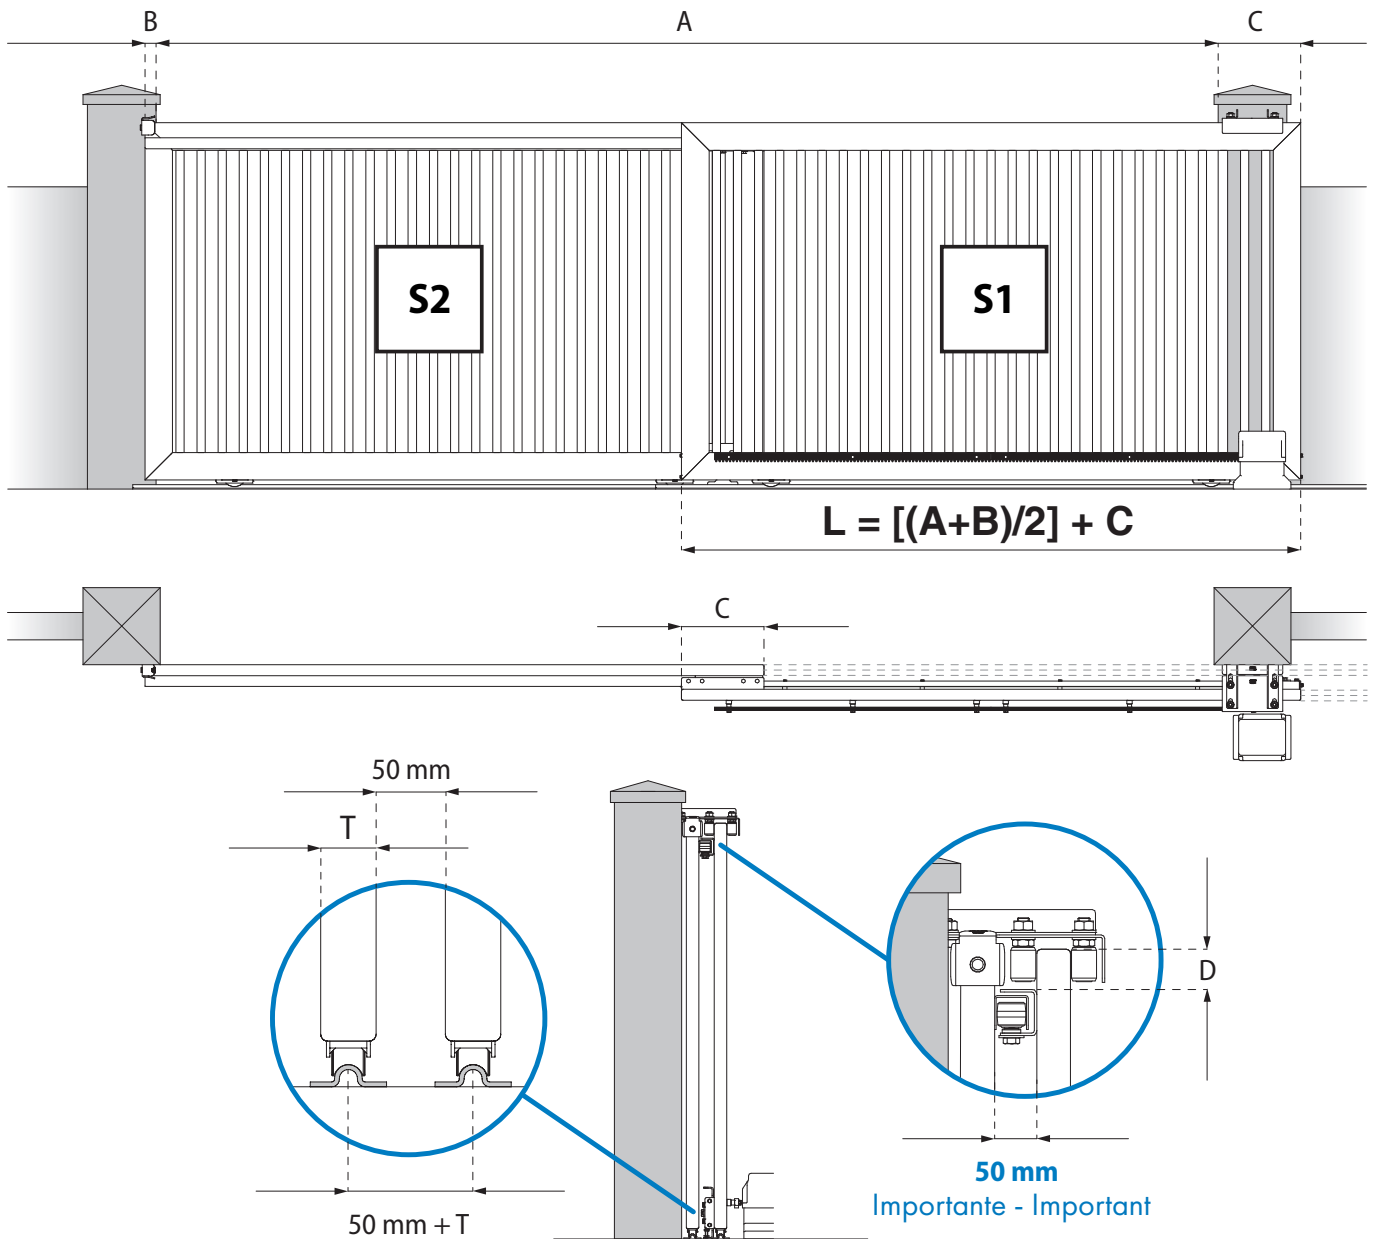 B A C
S2 S1
L = [(A+B)/2] + C
C
50 mm
T
D
50 mm
Importante - Important
50 mm + T